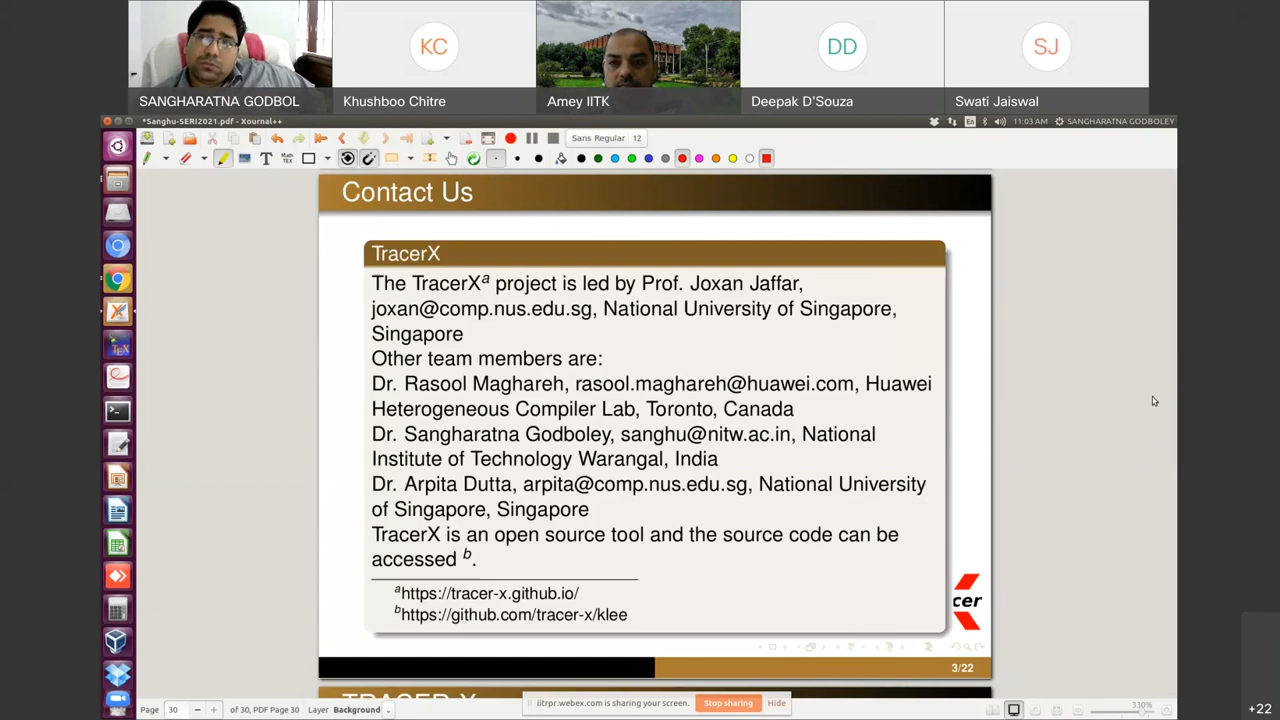 KC
DD
SJ
SANGHARATNA GODBOL
Khushboo Chitre
Amey IITK
Deepak D'Souza
Swati Jaiswal
*Sanghu-SERI2021.pdf - Xournal++
En
11:03 AM
SANGHARATNA GODBOLEY
Sans Regular 12
Contact Us
TracerX
The TracerXa project is led by Prof. Joxan Jaffar,
joxan@comp.nus.edu.sg, National University of Singapore,
Singapore
Other team members are:
Dr. Rasool Maghareh, rasool.maghareh@huawei.com, Huawei
Heterogeneous Compiler Lab, Toronto, Canada
Dr. Sangharatna Godboley, sanghu@nitw.ac.in, National
Institute of Technology Warangal, India
Dr. Arpita Dutta, arpita@comp.nus.edu.sg, National University
of Singapore, Singapore
TracerX is an open source tool and the source code can be
accessed b.
ahttps://tracer-x.github.io/
bhttps://github.com/tracer-x/klee
cer
3/22
Page 30 of 30, PDF Page 30 Layer Background
iitrpr.webex.com is sharing your screen. Stop sharing Hide
330%
+22